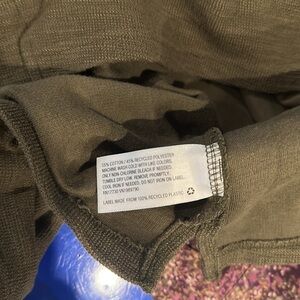 55% COTTON / 45% RECYCLED POLYESTER
MACHINE WASH COLD WITH LIKE COLORS.
ONLY NON-CHLORINE BLEACH IF NEEDED.
TUMBLE DRY LOW. REMOVE PROMPTLY.
COOL IRON IF NEEDED. DO NOT IRON ON LABEL.
LABEL MADE FROM 100% RECYCLED PLASTIC